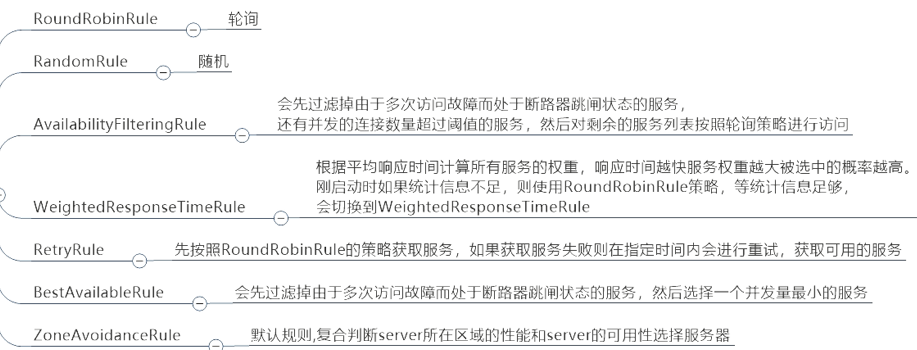 RoundRobinRule 轮询
RandomRule 随机
AvailabilityFilteringRule
会先过滤掉由于多次访问故障而处于断路器跳闸状态的服务，
还有并发的连接数量超过阈值的服务，然后对剩余的服务列表按照轮询策略进行访问
WeightedResponseTimeRule
根据平均响应时间计算所有服务的权重，响应时间越快服务权重越大被选中的概率越高。
刚启动时如果统计信息不足，则使用RoundRobinRule策略，等统计信息足够，
会切换到WeightedResponseTimeRule
RetryRule 先按照RoundRobinRule的策略获取服务，如果获取服务失败则在指定时间内会进行重试，获取可用的服务
BestAvailableRule 会先过滤掉由于多次访问故障而处于断路器跳闸状态的服务，然后选择一个并发量最小的服务
ZoneAvoidanceRule 默认规则,复合判断server所在区域的性能和server的可用性选择服务器